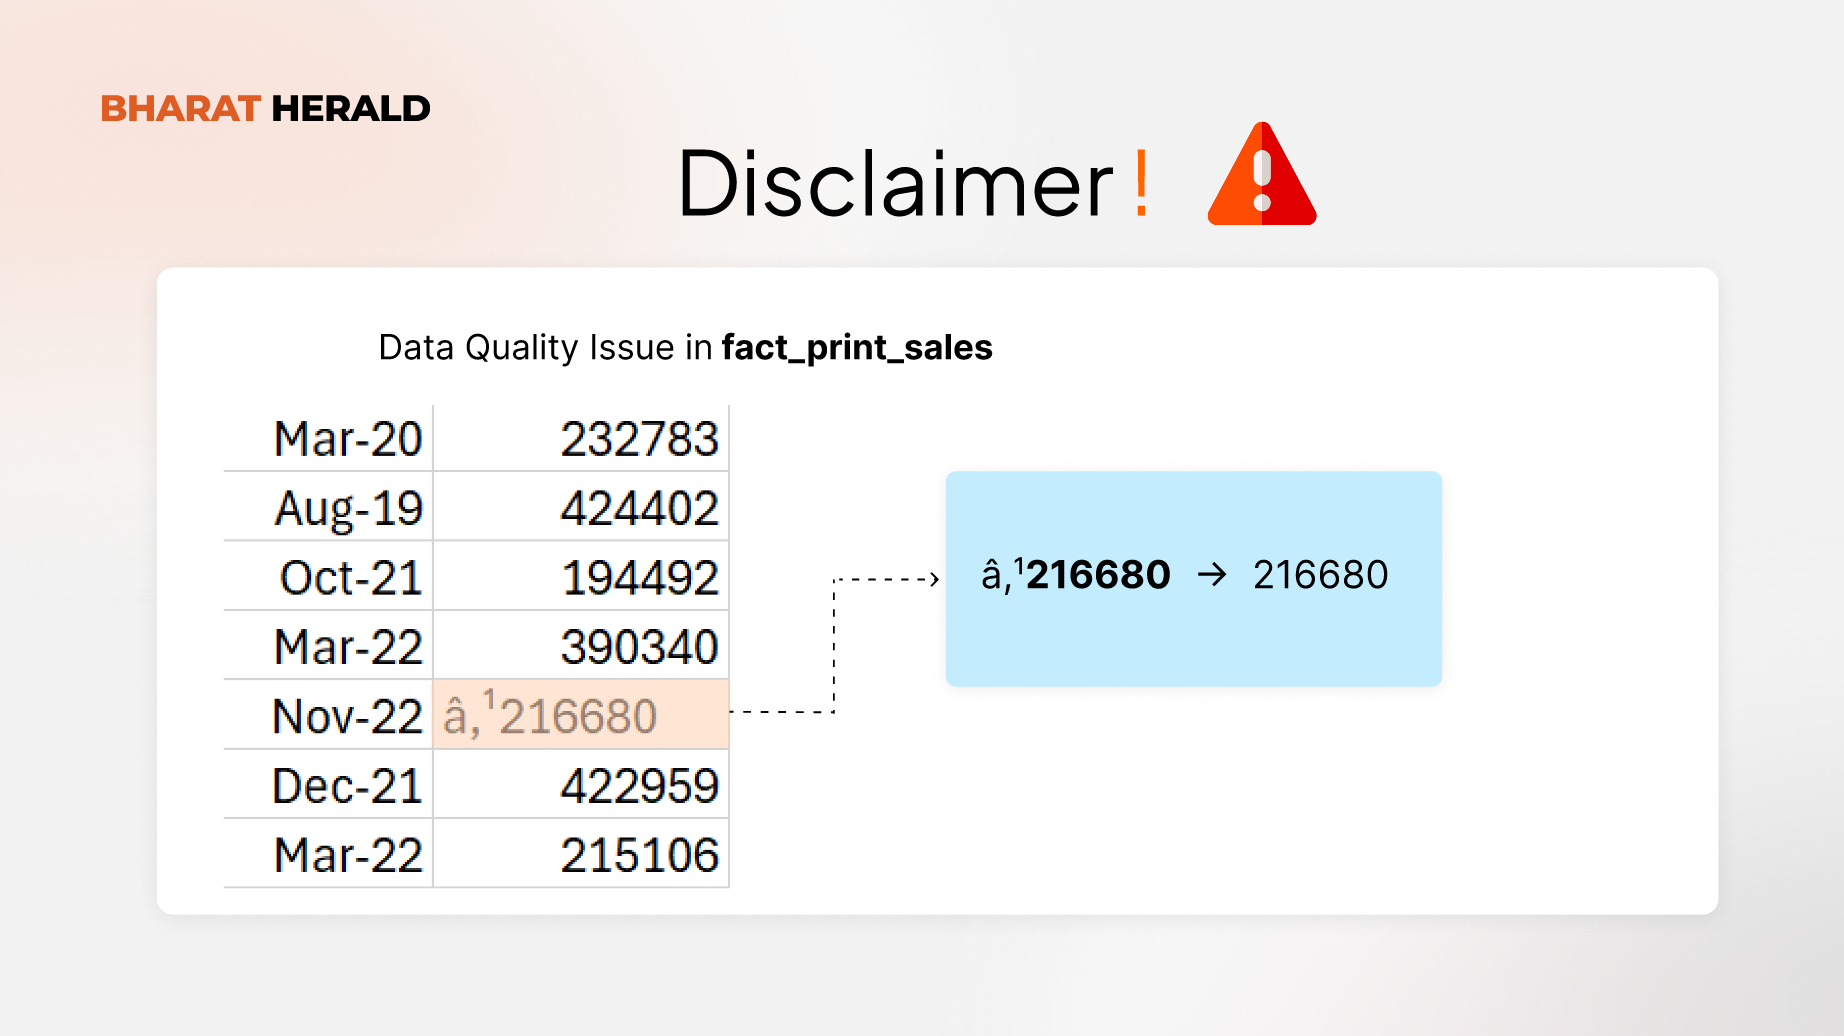 BHARAT HERALD
Disclaimer !
Data Quality Issue in fact_print_sales
Mar-20 232783
Aug-19 424402
Oct-21 194492
Mar-22 390340
Nov-22 â‚¹216680
Dec-21 422959
Mar-22 215106
â‚¹216680 → 216680